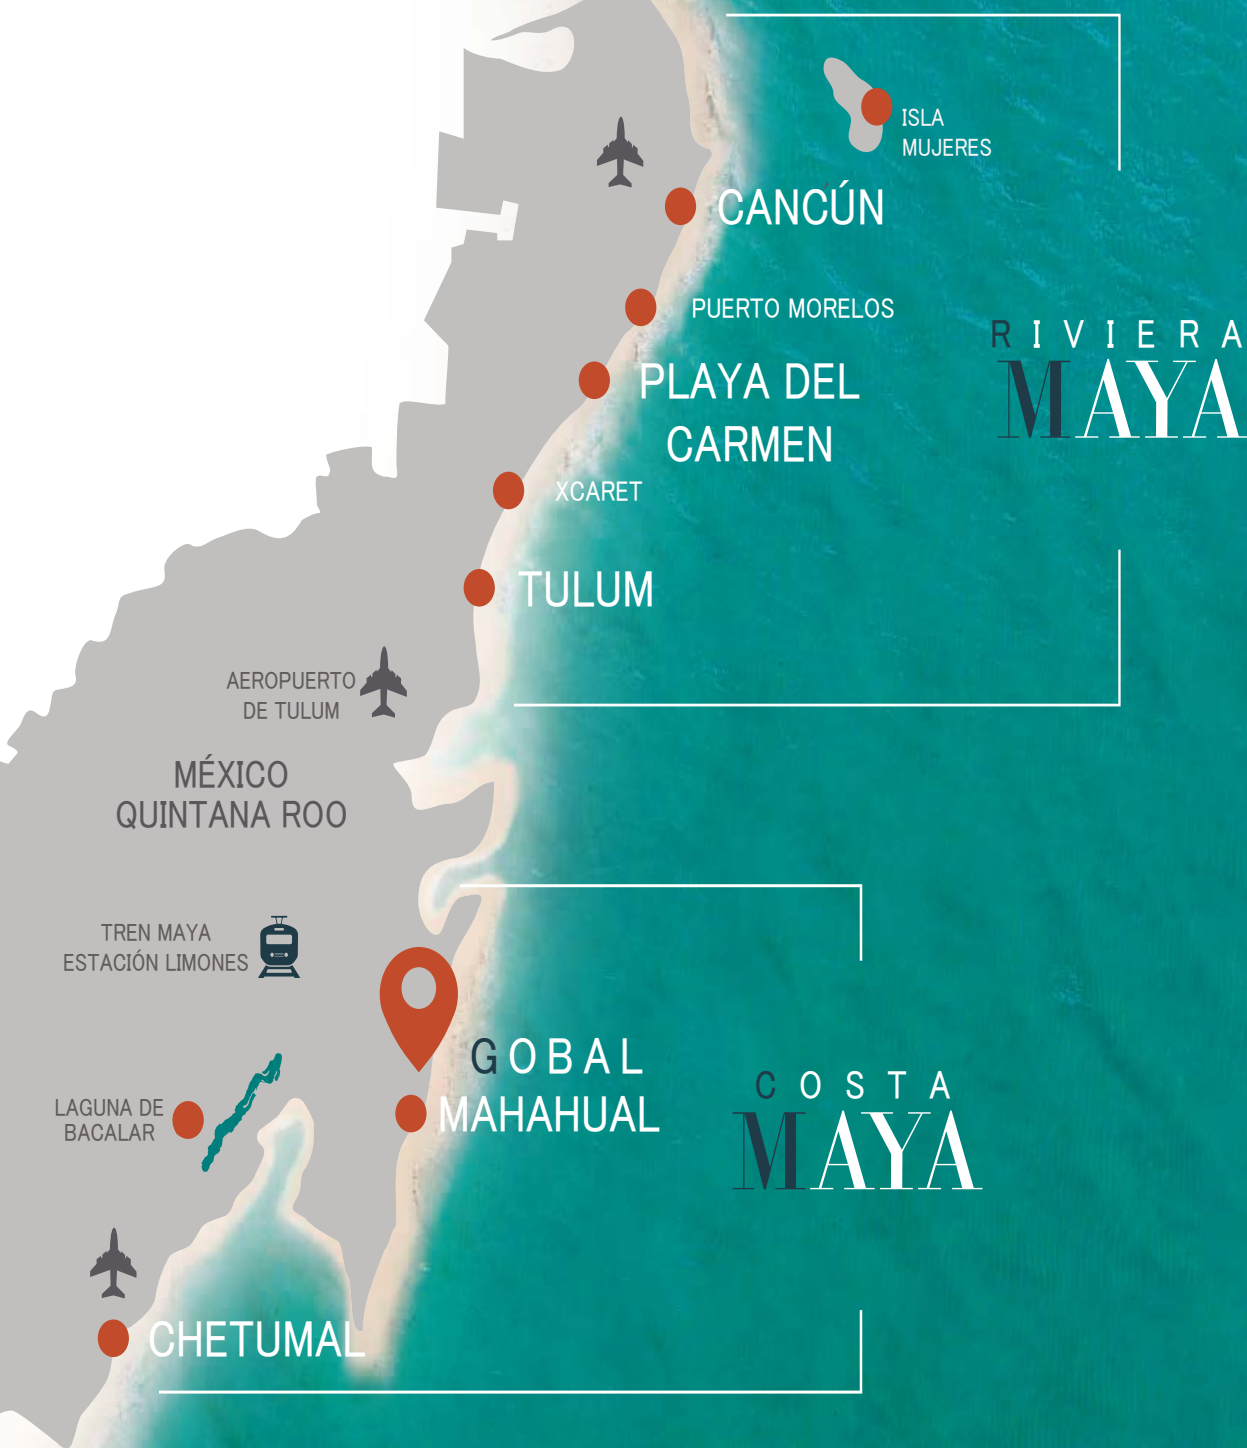 ISLA
MUJERES
CANCÚN
PUERTO MORELOS
RIVIERA
MAYA
PLAYA DEL
CARMEN
XCARET
TULUM
AEROPUERTO
DE TULUM
MÉXICO
QUINTANA ROO
TREN MAYA
ESTACIÓN LIMONES
GOBAL
MAHAHUAL
COSTA
MAYA
LAGUNA DE
BACALAR
CHETUMAL